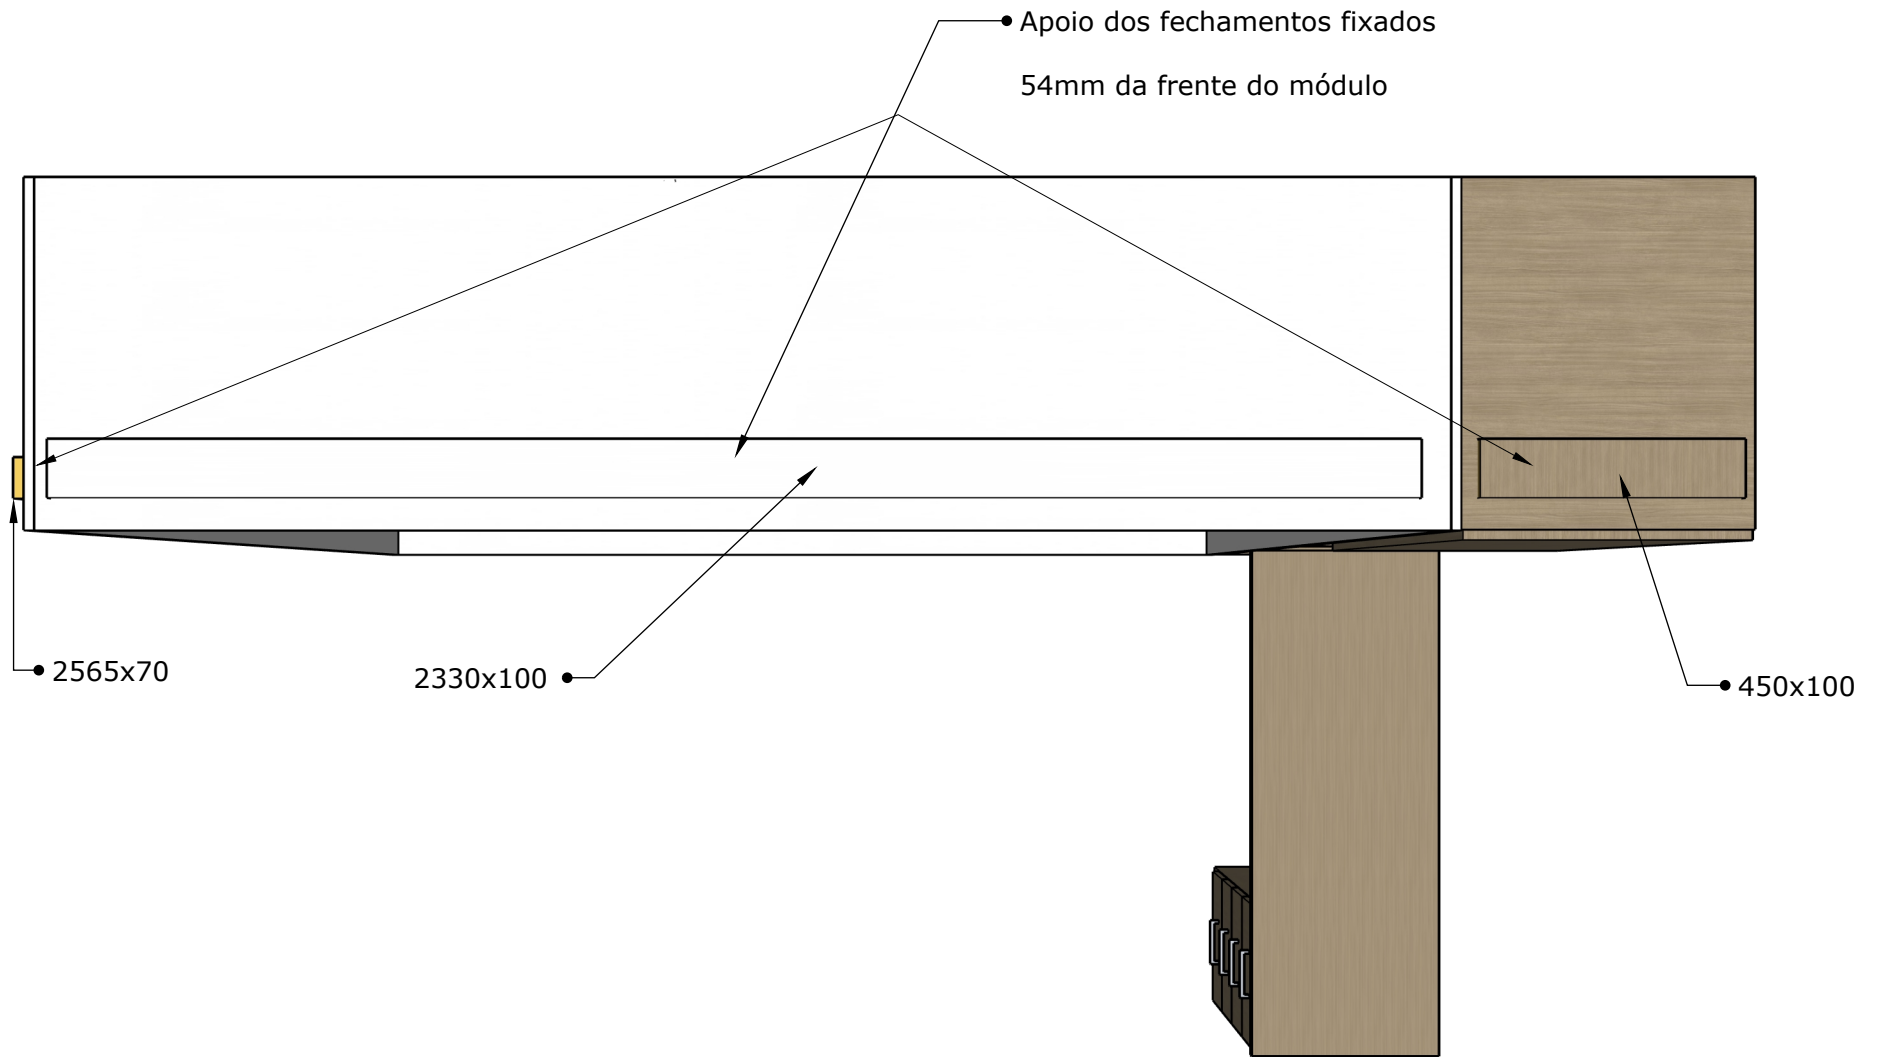 Apoio dos fechamentos fixados
54mm da frente do módulo
2565x70
2330x100
450x100